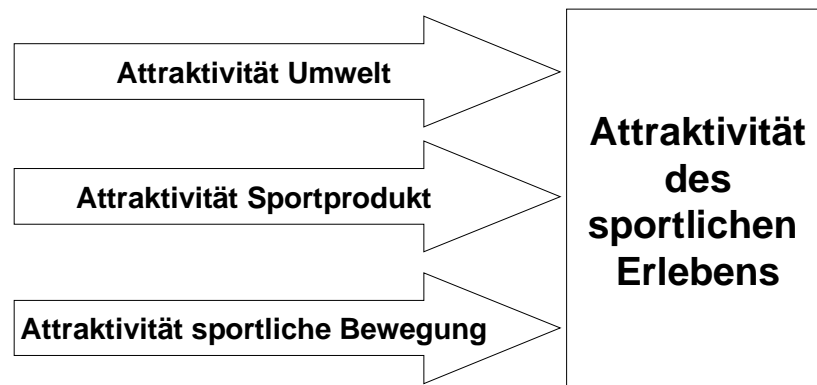 Attraktivität Umwelt
Attraktivität Sportprodukt
Attraktivität sportliche Bewegung
Attraktivität
des
sportlichen
Erlebens